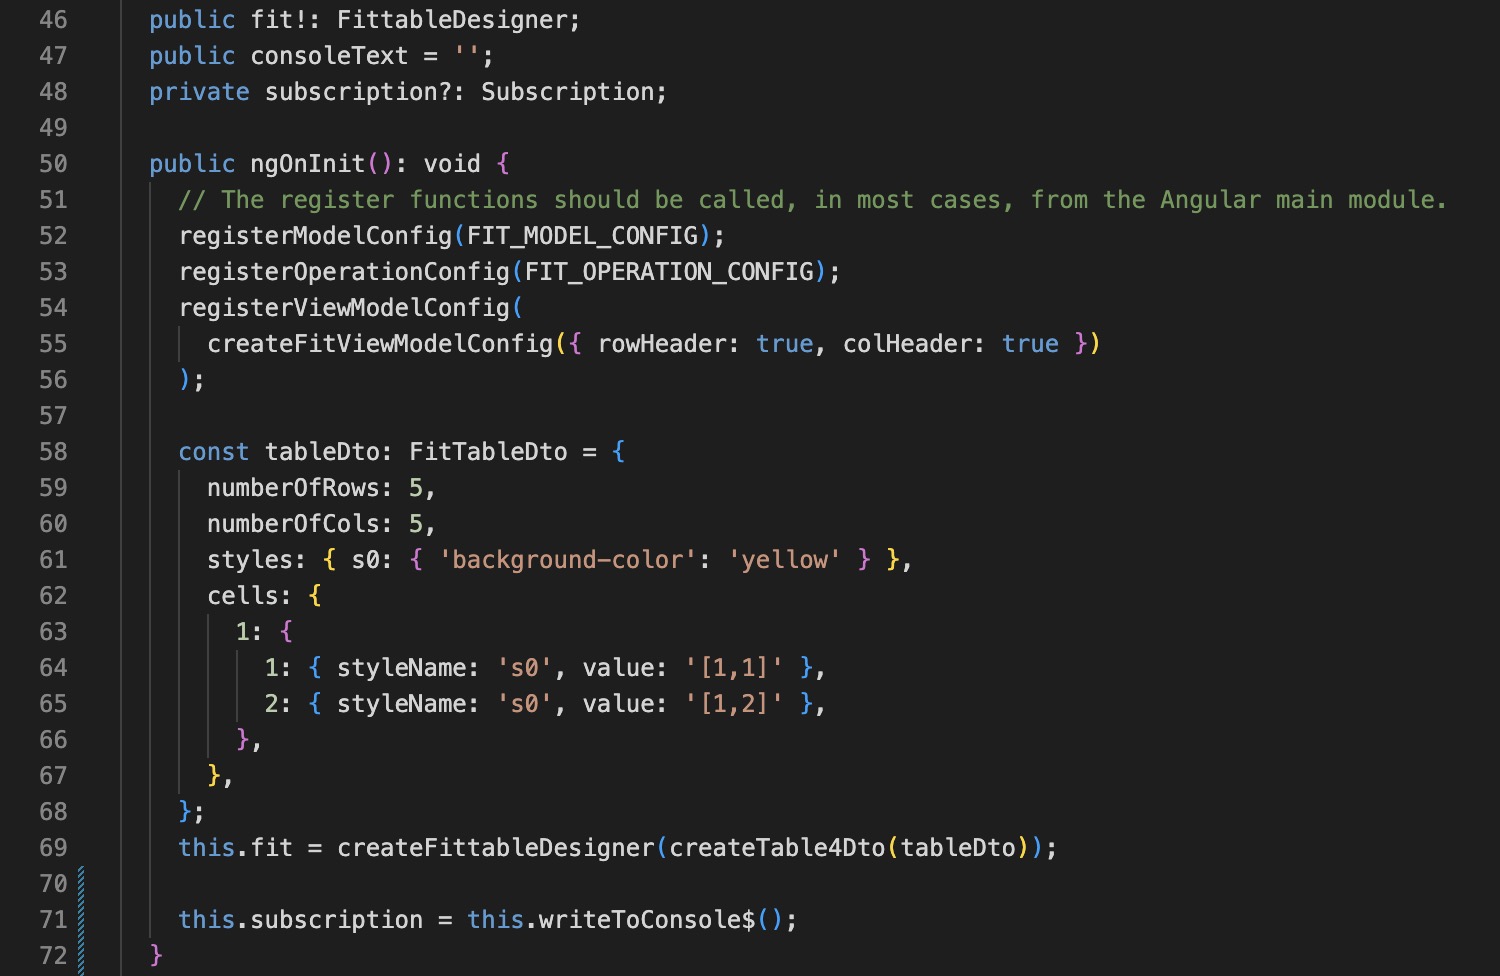 46 public fit!: FittableDesigner;
47 public consoleText = '';
48 private subscription?: Subscription;
49
50 public ngOnInit(): void {
51 // The register functions should be called, in most cases, from the Angular main module.
52 registerModelConfig(FIT_MODEL_CONFIG);
53 registerOperationConfig(FIT_OPERATION_CONFIG);
54 registerViewModelConfig(
55 createFitViewModelConfig({ rowHeader: true, colHeader: true })
56 );
57
58 const tableDto: FitTableDto = {
59 numberOfRows: 5,
60 numberOfCols: 5,
61 styles: { s0: { 'background-color': 'yellow' } },
62 cells: {
63 1: {
64 1: { styleName: 's0', value: '[1,1]' },
65 2: { styleName: 's0', value: '[1,2]' },
66 },
67 },
68 };
69 this.fit = createFittableDesigner(createTable4Dto(tableDto));
70
71 this.subscription = this.writeToConsole$();
72 }